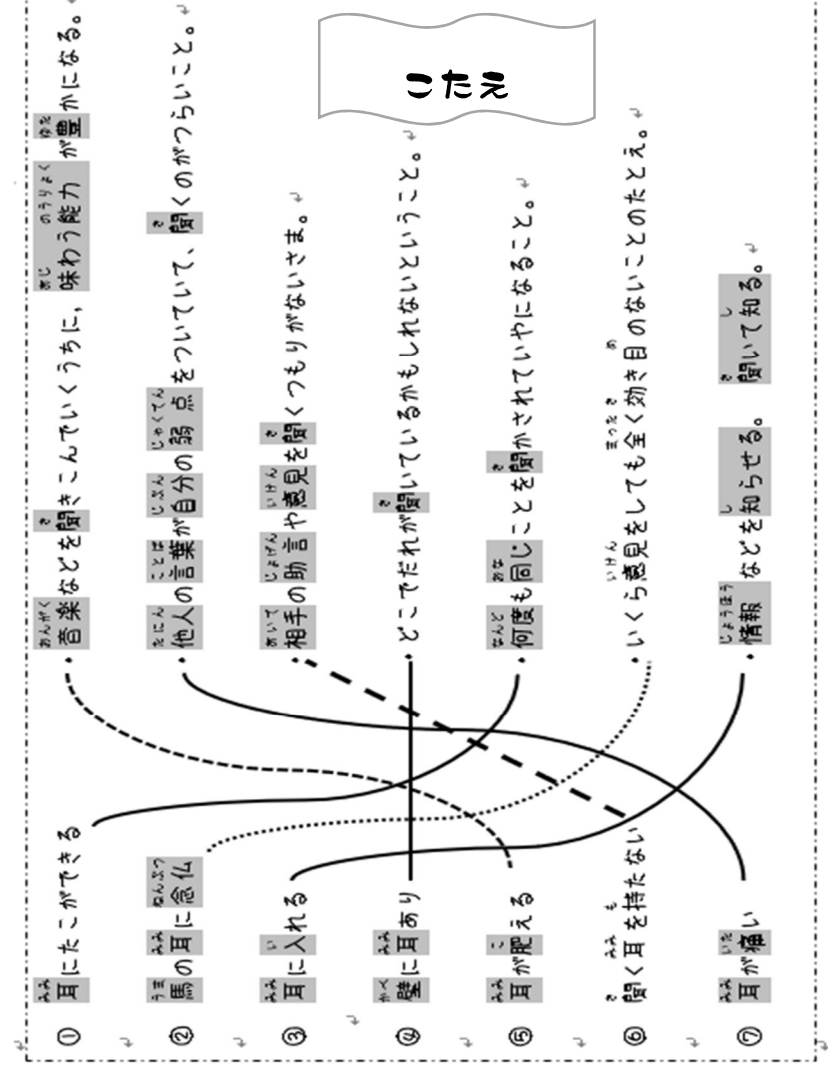 こたえ
① 耳にたこができる
② 馬の耳に念仏
③ 耳に入れる
④ 壁に耳あり
⑤ 耳が肥える
⑥ 聞く耳を持たない
⑦ 耳が痛い
・音楽などを聞きこんでいくうちに,味わう能力が豊かになる。
・他人の言葉が自分の弱点をついていて、聞くのがつらいこと。
・相手の助言や意見を聞くつもりがないさま。
・どこでだれが聞いているかもしれないということ。
・何度も同じことを聞かされていやになること。
・いくら意見をしても全く効き目のないことのたとえ。
・情報などを知らせる。聞いて知る。